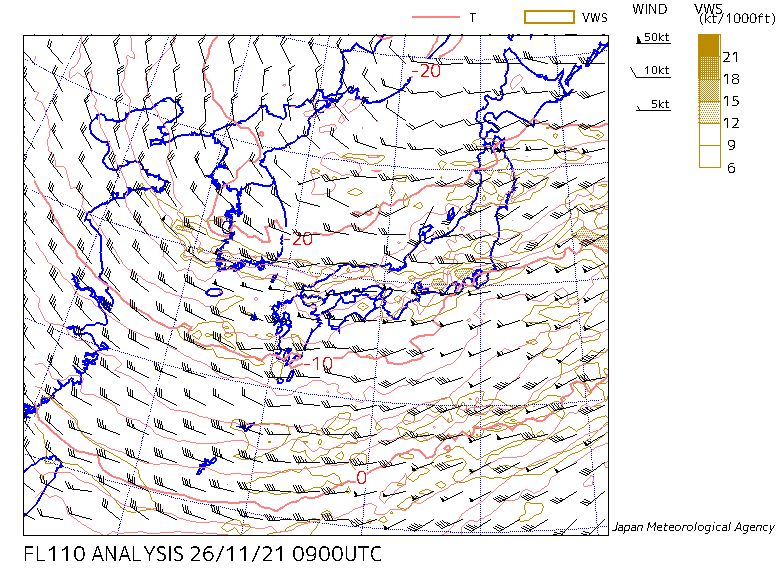 T
VWS
WIND
VWS
(kt/1000ft)
50kt
10kt
5kt
21
18
15
12
9
6
-20
-20
-10
0
Japan Meteorological Agency
FL110 ANALYSIS 26/11/21 0900UTC